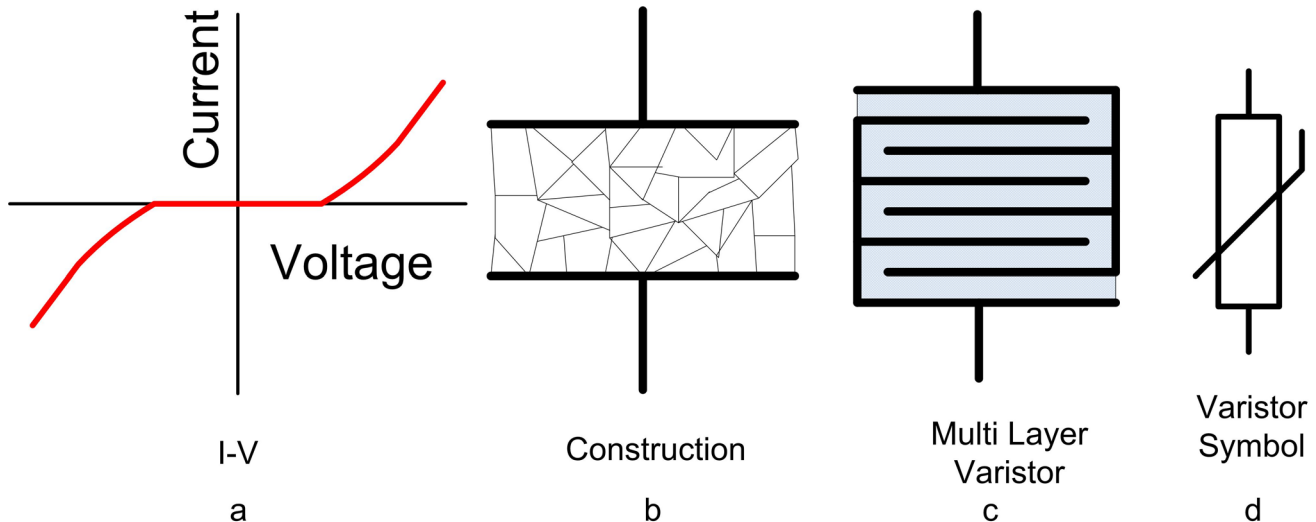 Current
Voltage
I-V
a
Construction
b
Multi Layer
Varistor
c
Varistor
Symbol
d